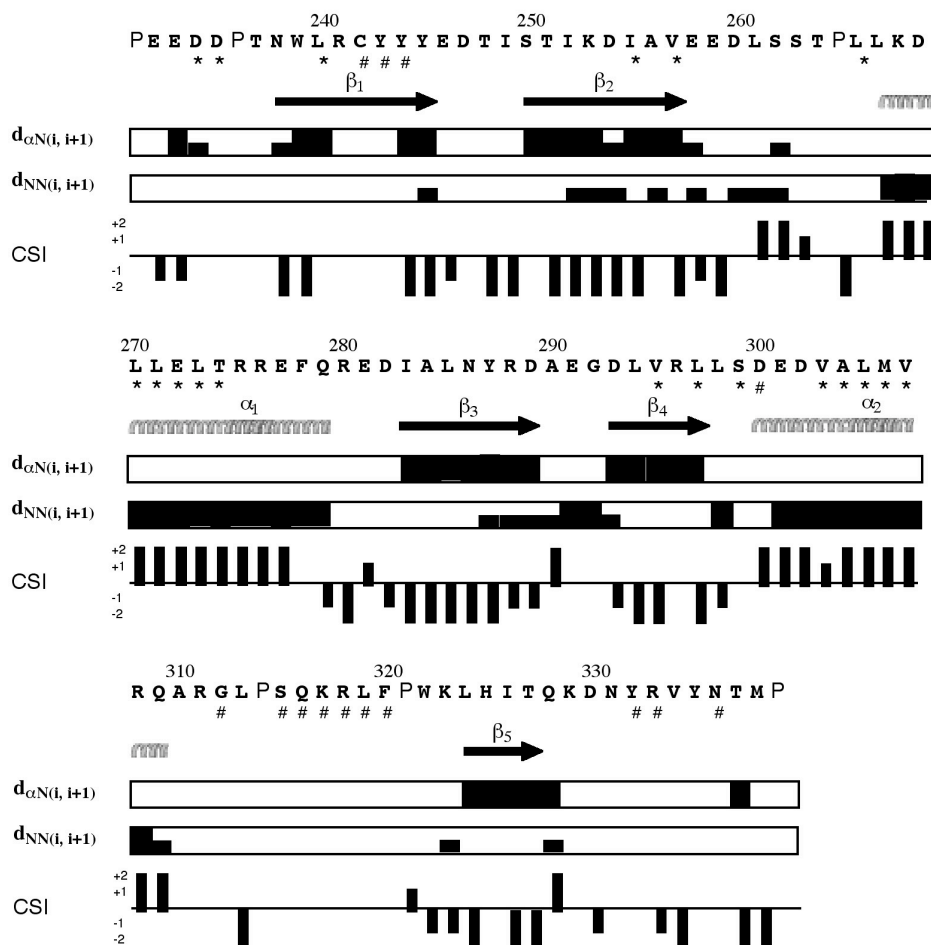 240 250 260
PEEDDPTNWLRCYYYEDTISTIKDIAVEEDLSSTPLLKD
* * * # # # * * *
β1 β2
dαN(i, i+1)
dNN(i, i+1)
+2
+1
CSI
-1
-2
270 280 290 300
LLELTRREFQREDIALNYRDAEGDLVRLLSDEDVALMV
* * * * * * * * # * * * * *
α1 β3 β4 α2
dαN(i, i+1)
dNN(i, i+1)
+2
+1
CSI
-1
-2
310 320 330
RQARGLPSQKRLFPWKLHITQKDNYRVYNTMP
# # # # # # # # # #
β5
dαN(i, i+1)
dNN(i, i+1)
+2
+1
CSI
-1
-2